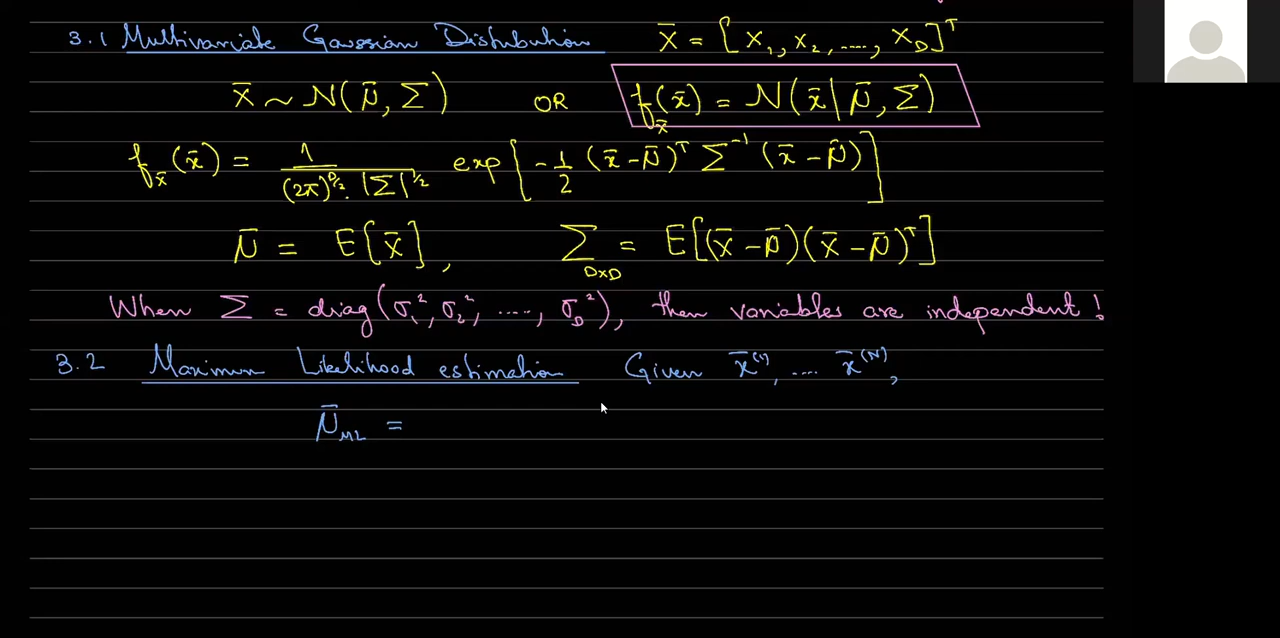 3.1 Multivariate Gaussian Distribution X̄ = [X₁, X₂, ...., X_D]ᵀ
X̄ ~ N(μ̄, Σ) OR f_X̄(x̄) = N(x̄ | μ̄, Σ)
f_X̄(x̄) = 1/((2π)^{D/2} · |Σ|^{1/2}) exp[-1/2 (x̄-μ̄)ᵀ Σ⁻¹ (x̄-μ̄)]
μ̄ = E[X̄], Σ_{D×D} = E[(X̄-μ̄)(X̄-μ̄)ᵀ]
When Σ = diag(σ₁², σ₂², ...., σ_D²), then variables are independent!
3.2 Maximum Likelihood estimation Given x̄⁽¹⁾, .... x̄⁽ᴺ⁾,
μ̄_ML =